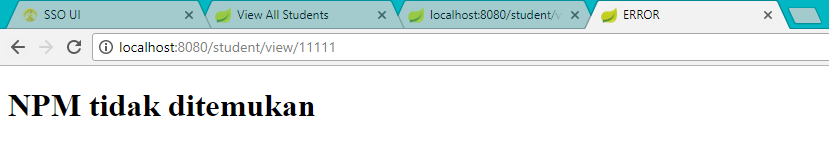 SSO UI
View All Students
localhost:8080/student/v
ERROR
localhost:8080/student/view/11111
NPM tidak ditemukan